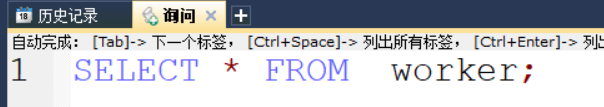 历史记录 询问
自动完成： [Tab]-> 下一个标签， [Ctrl+Space]-> 列出所有标签， [Ctrl+Enter]-> 列出
1 SELECT * FROM worker;